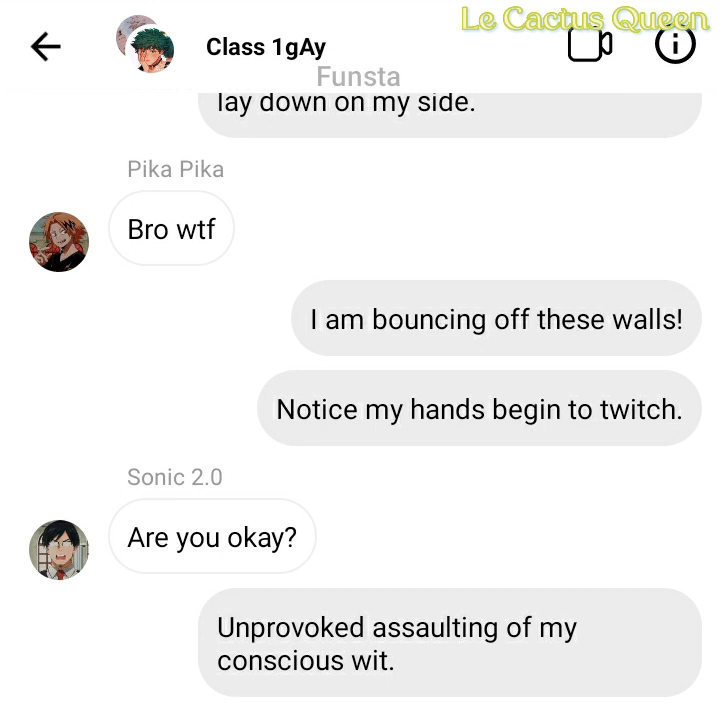 Le Cactus Queen
Class 1gAy
Funsta
lay down on my side.
Pika Pika
Bro wtf
I am bouncing off these walls!
Notice my hands begin to twitch.
Sonic 2.0
Are you okay?
Unprovoked assaulting of my
conscious wit.